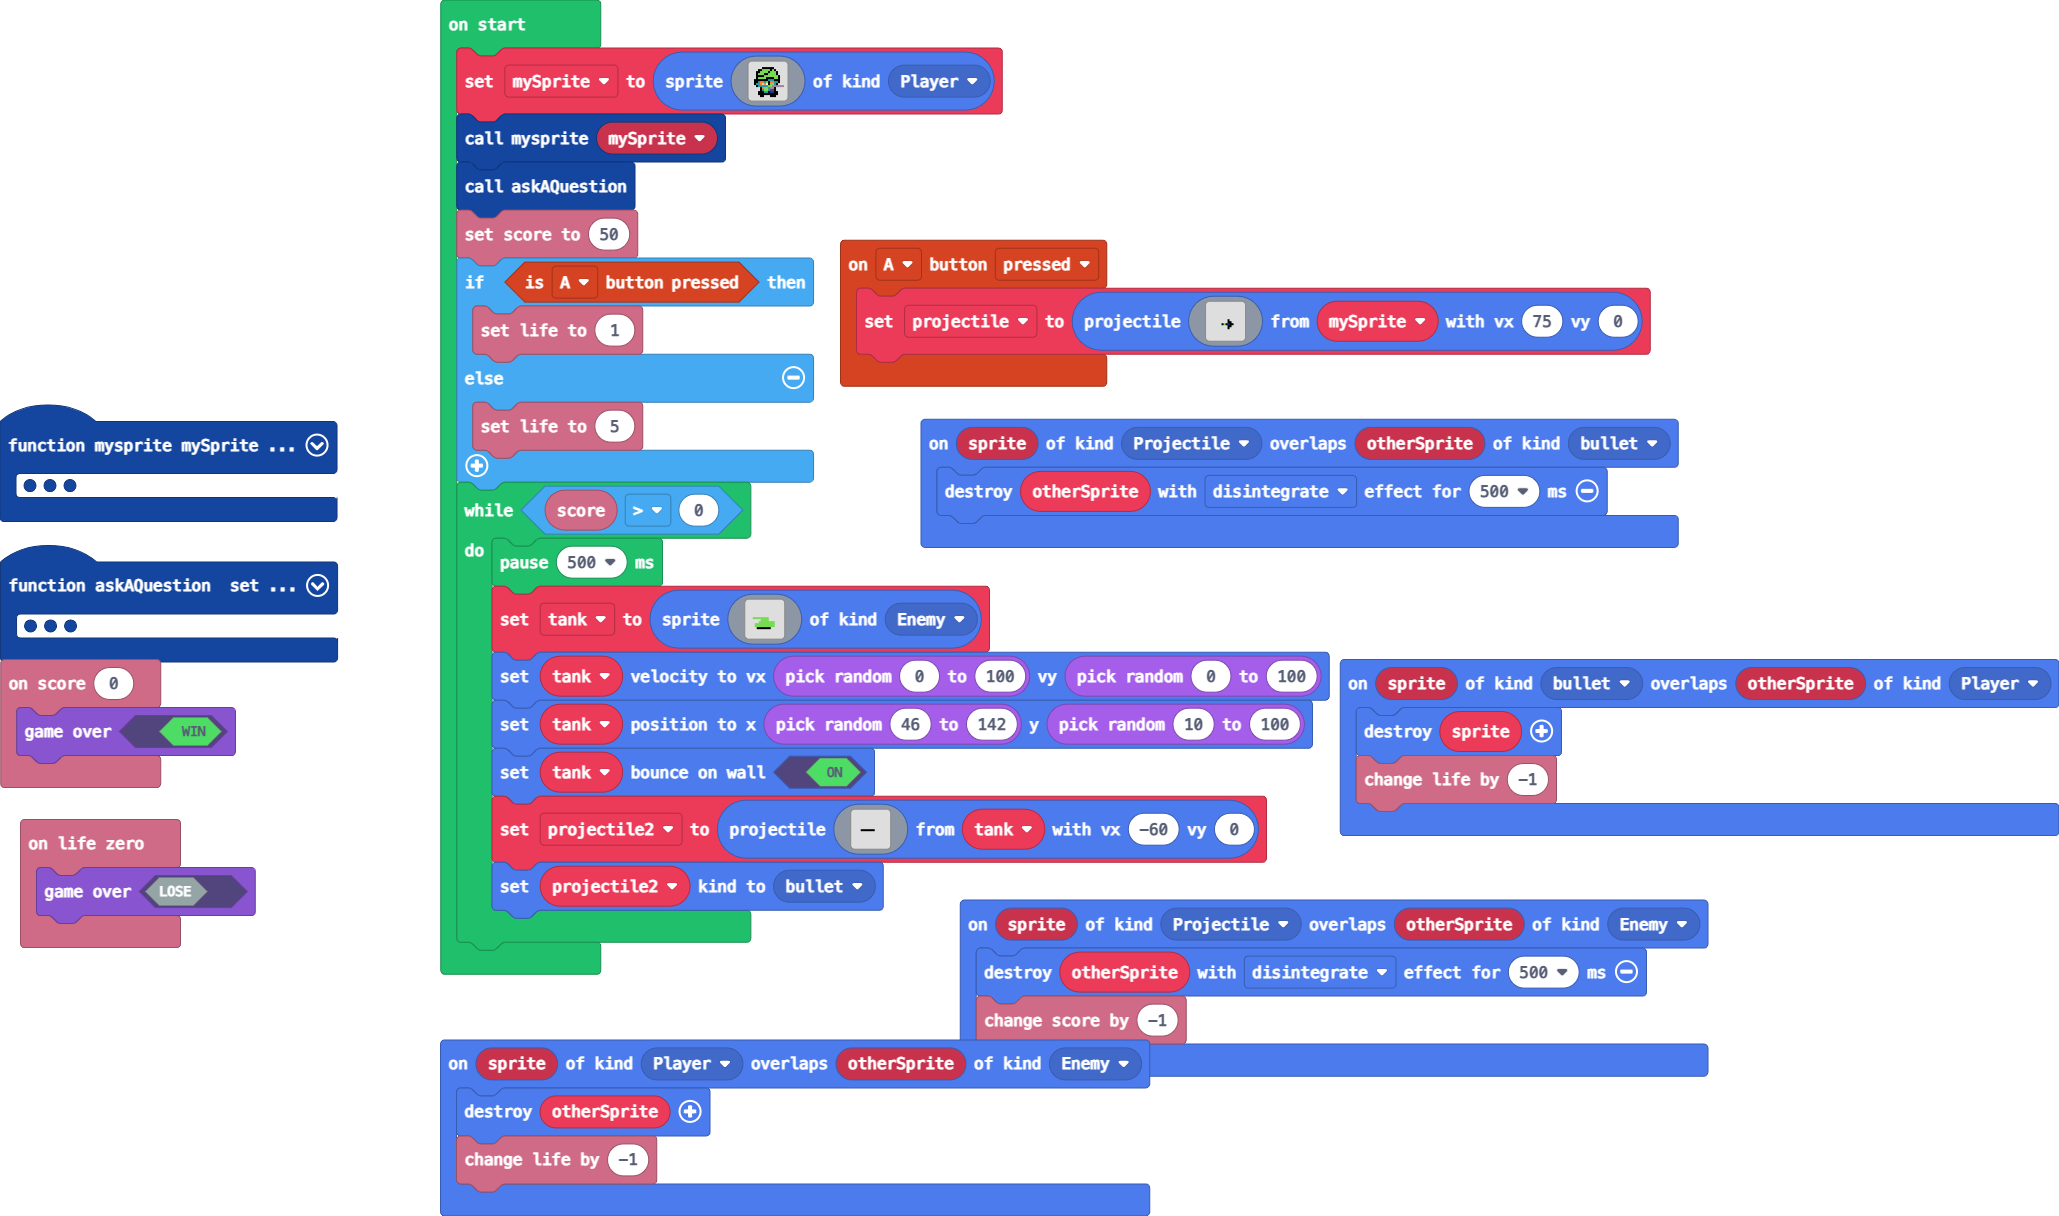 on start
set mySprite to sprite of kind Player
call mysprite mySprite
call askAQuestion
set score to 50
if is A button pressed then
set life to 1
else
set life to 5
while score > 0
do
pause 500 ms
set tank to sprite of kind Enemy
set tank velocity to vx pick random 0 to 100 vy pick random 0 to 100
set tank position to x pick random 46 to 142 y pick random 10 to 100
set tank bounce on wall ON
set projectile2 to projectile from tank with vx -60 vy 0
set projectile2 kind to bullet
on A button pressed
set projectile to projectile from mySprite with vx 75 vy 0
on sprite of kind Projectile overlaps otherSprite of kind bullet
destroy otherSprite with disintegrate effect for 500 ms
function mysprite mySprite ...
function askAQuestion set ...
on score 0
game over WIN
on life zero
game over LOSE
on sprite of kind bullet overlaps otherSprite of kind Player
destroy sprite
change life by -1
on sprite of kind Projectile overlaps otherSprite of kind Enemy
destroy otherSprite with disintegrate effect for 500 ms
change score by -1
on sprite of kind Player overlaps otherSprite of kind Enemy
destroy otherSprite
change life by -1